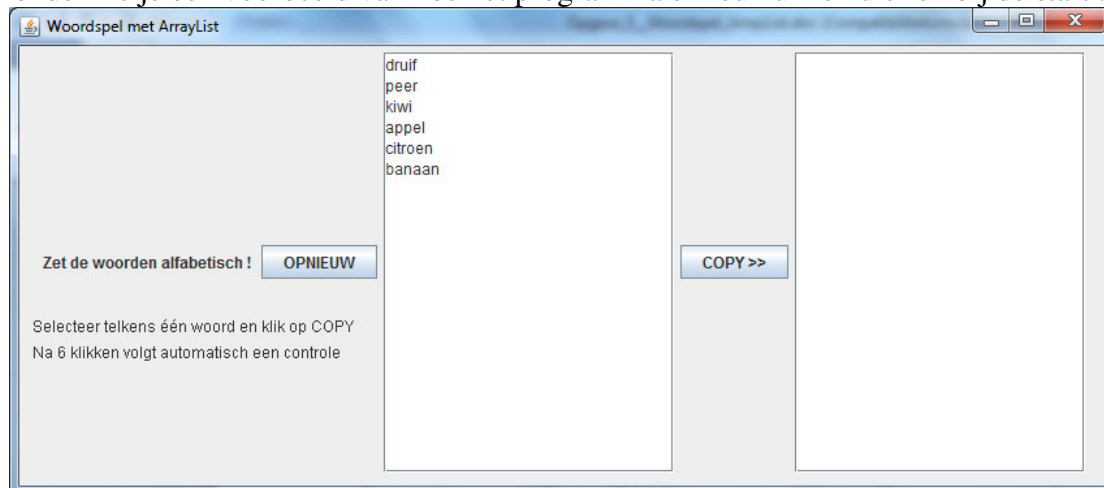 Woordspel met ArrayList
druif
peer
kiwi
appel
citroen
banaan
Zet de woorden alfabetisch !
OPNIEUW
COPY >>
Selecteer telkens één woord en klik op COPY
Na 6 klikken volgt automatisch een controle